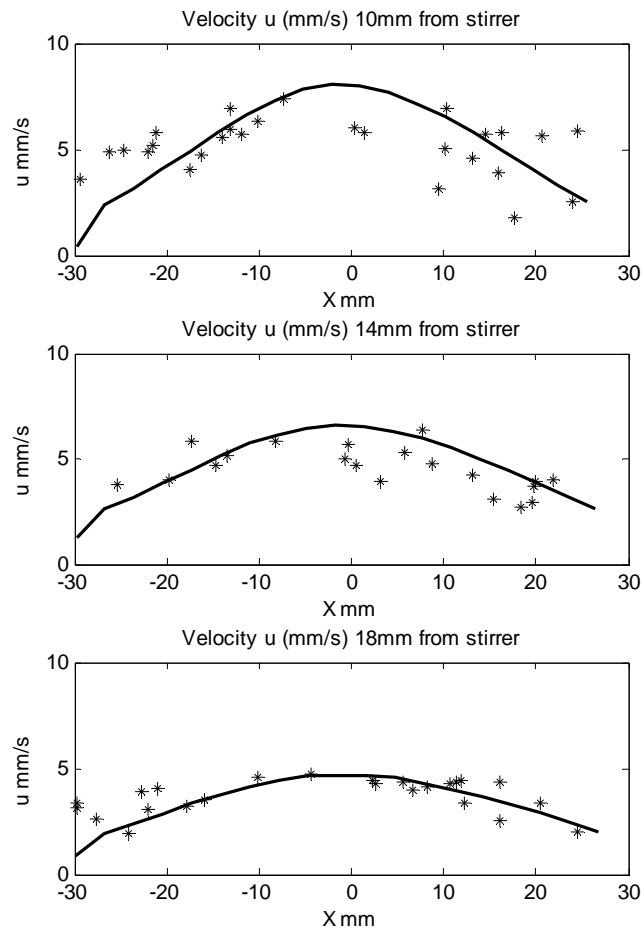 Velocity u (mm/s) 10mm from stirrer
10
5
0
u mm/s
-30 -20 -10 0 10 20 30
X mm
Velocity u (mm/s) 14mm from stirrer
10
5
0
u mm/s
-30 -20 -10 0 10 20 30
X mm
Velocity u (mm/s) 18mm from stirrer
10
5
0
u mm/s
-30 -20 -10 0 10 20 30
X mm